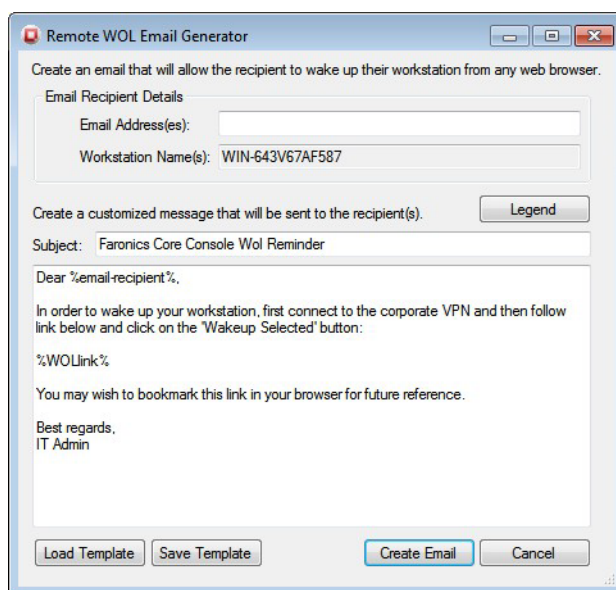 Remote WOL Email Generator
Create an email that will allow the recipient to wake up their workstation from any web browser.
Email Recipient Details
Email Address(es):
Workstation Name(s): WIN-643V67AF587
Create a customized message that will be sent to the recipient(s).
Legend
Subject: Faronics Core Console Wol Reminder
Dear %email-recipient%,
In order to wake up your workstation, first connect to the corporate VPN and then follow
link below and click on the 'Wakeup Selected' button:
%WOLlink%
You may wish to bookmark this link in your browser for future reference.
Best regards,
IT Admin
Load Template Save Template Create Email Cancel